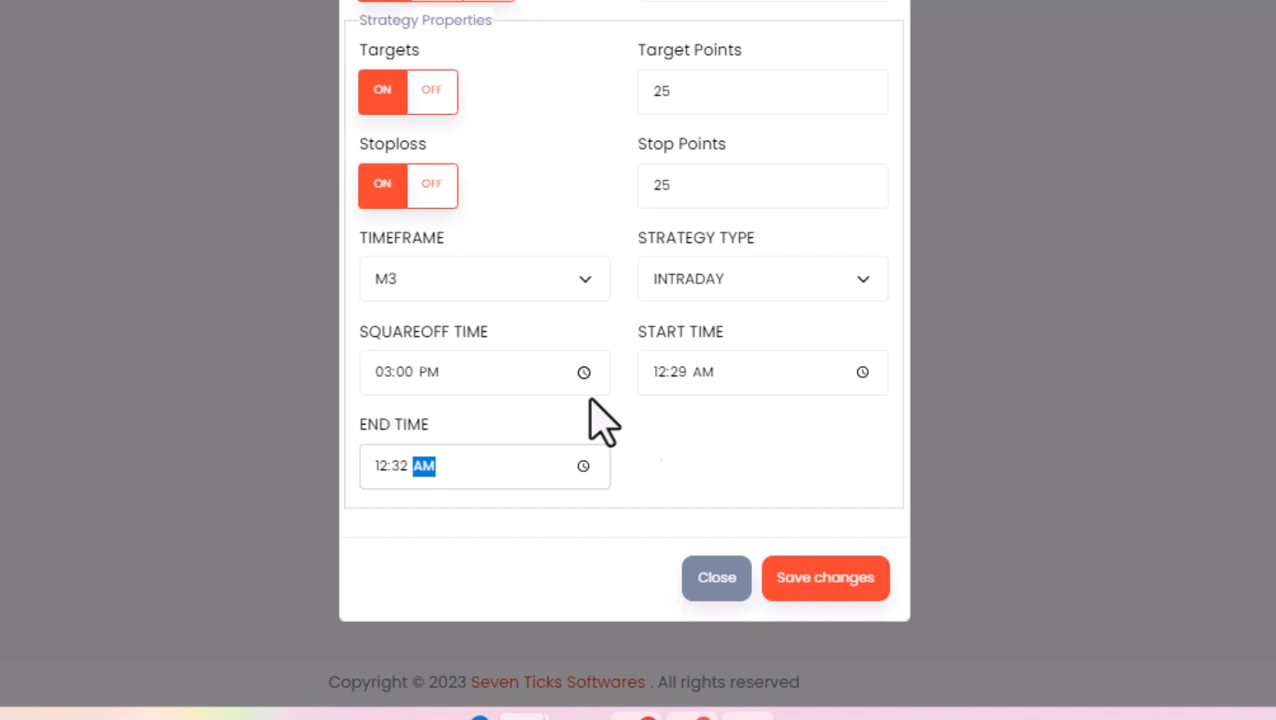 Strategy Properties
Targets
Target Points
ON OFF
25
Stoploss
Stop Points
ON OFF
25
TIMEFRAME
STRATEGY TYPE
M3
INTRADAY
SQUAREOFF TIME
START TIME
03:00 PM
12:29 AM
END TIME
12:32 AM
Close
Save changes
Copyright © 2023 Seven Ticks Softwares . All rights reserved